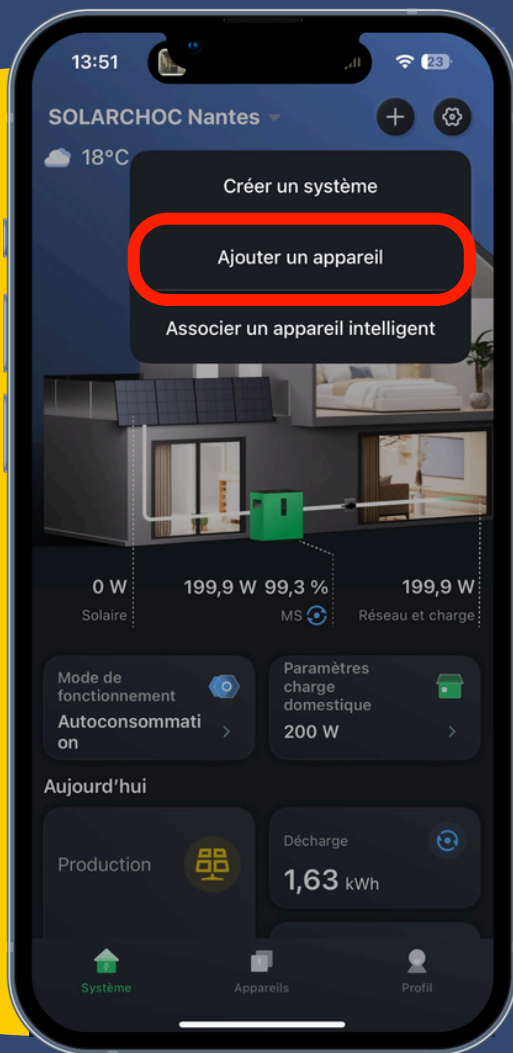 13:51
23
SOLARCHOC Nantes
18°C
Créer un système
Ajouter un appareil
Associer un appareil intelligent
0 W
199,9 W 99,3 %
199,9 W
Solaire
MS
Réseau et charge
Mode de
fonctionnement
Autoconsommati
on
Paramètres
charge
domestique
200 W
Aujourd'hui
Production
Décharge
1,63 kWh
Système
Appareils
Profil